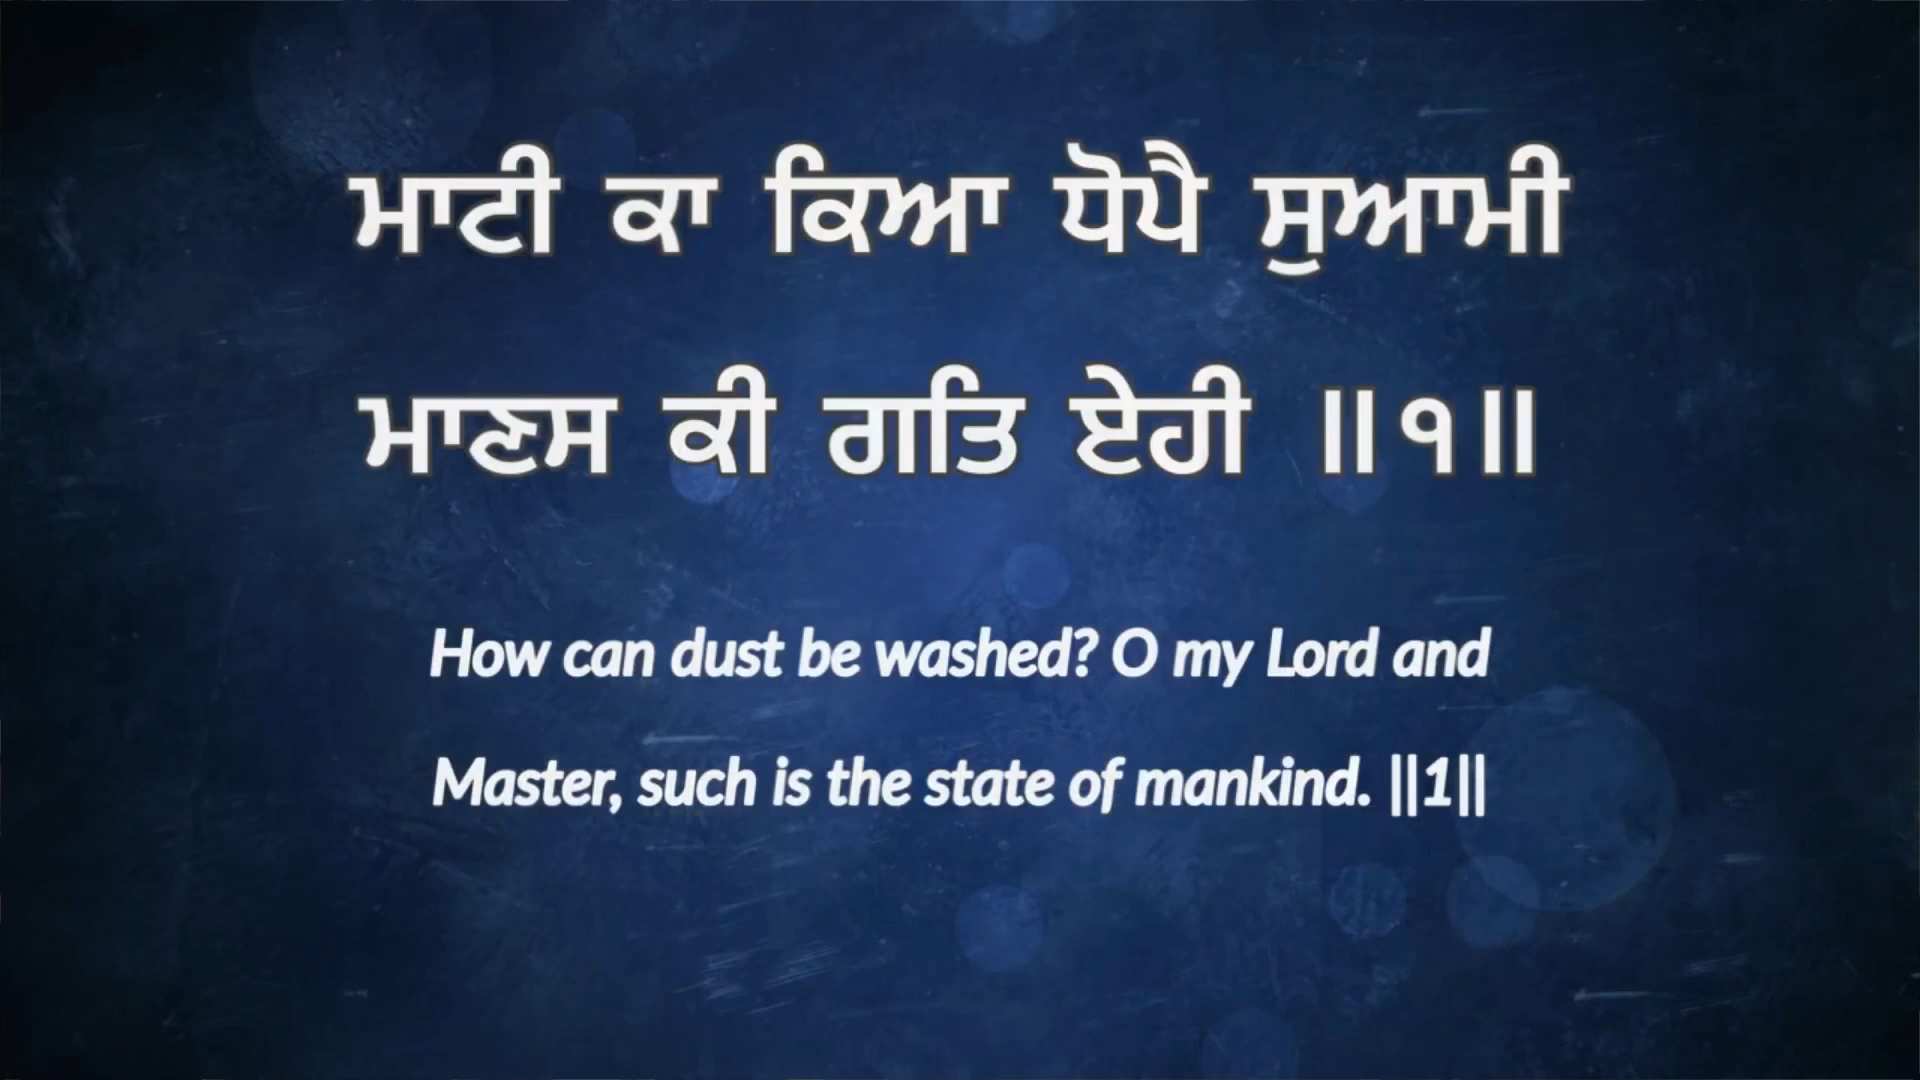 ਮਾਟੀ ਕਾ ਕਿਆ ਧੋਪੈ ਸੁਆਮੀ
ਮਾਣਸ ਕੀ ਗਤਿ ਏਹੀ ॥੧॥
How can dust be washed? O my Lord and
Master, such is the state of mankind. ||1||